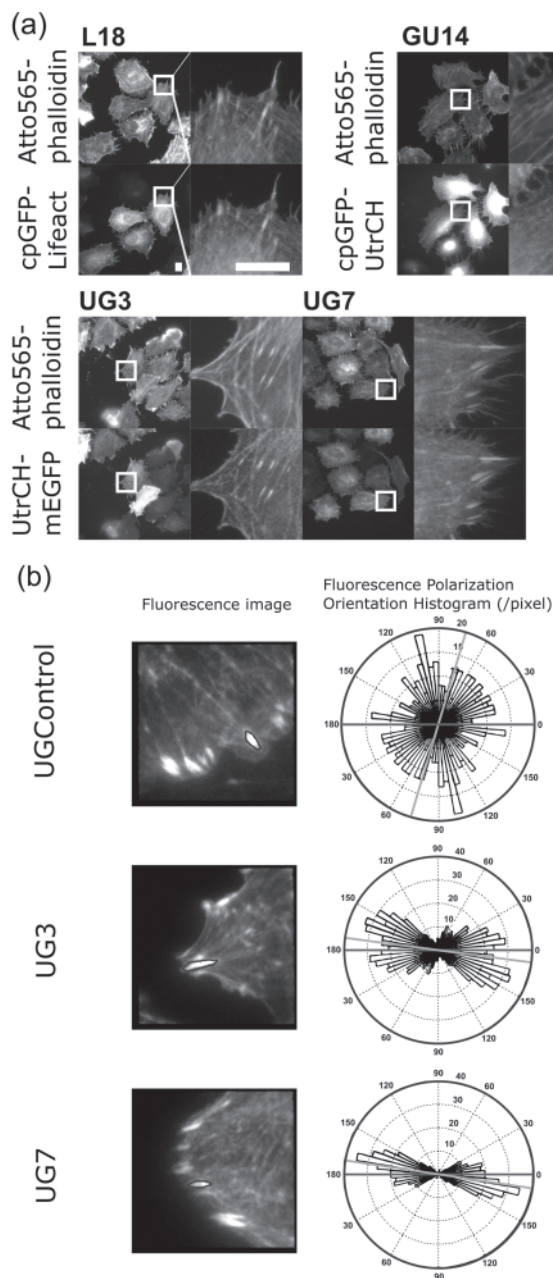 (a)
L18
GU14
Atto565-
phalloidin
Atto565-
phalloidin
cpGFP-
Lifeact
cpGFP-
UtrCH
UG3
UG7
Atto565-
phalloidin
UtrCH-
mEGFP
(b)
Fluorescence image
Fluorescence Polarization
Orientation Histogram (/pixel)
UGControl
90
20
120
60
15
150
180
0
30
150
60
120
90
UG3
90
40
120
60
30
150
20
10
180
0
30
150
60
120
90
UG7
90
40
120
60
30
150
20
10
180
0
30
150
60
120
90